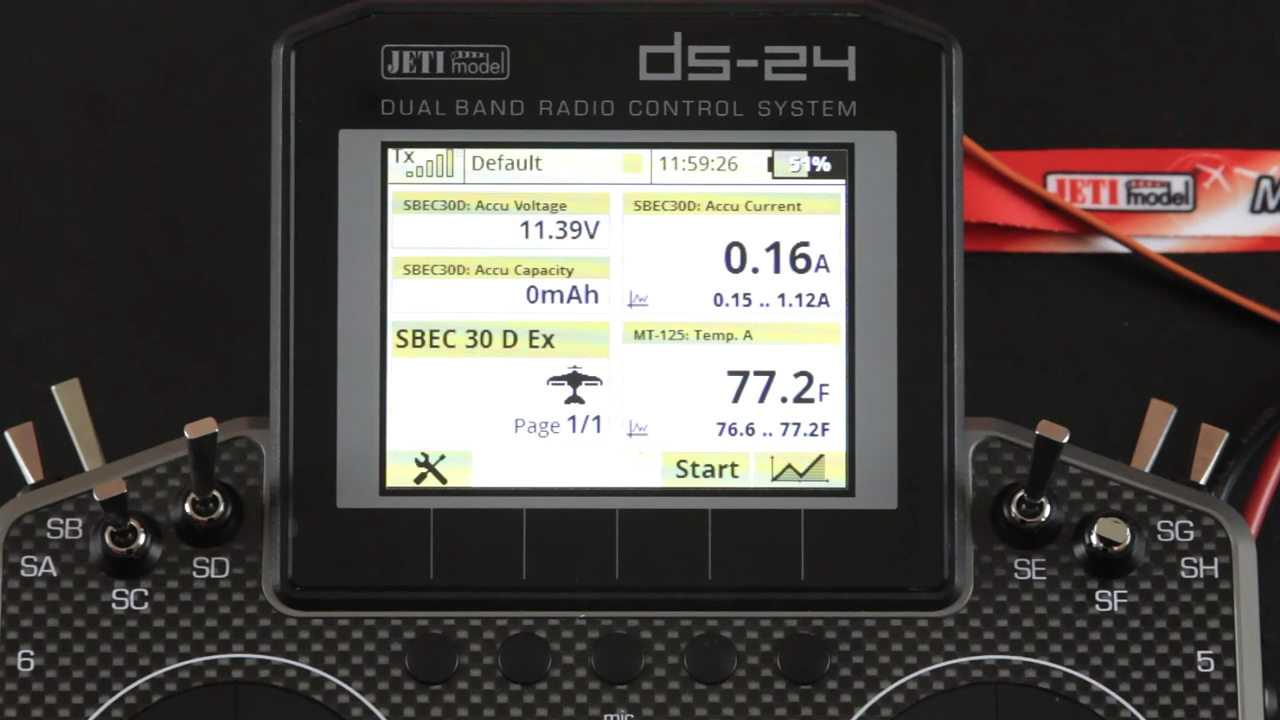 JETI model
ds-24
DUAL BAND RADIO CONTROL SYSTEM
Tx Default 11:59:26 51%
SBEC30D: Accu Voltage
11.39V
SBEC30D: Accu Capacity
0mAh
SBEC 30 D Ex
Page 1/1
SBEC30D: Accu Current
0.16A
0.15 .. 1.12A
MT-125: Temp. A
77.2F
76.6 .. 77.2F
Start
JETI model M
SB
SA
SC
SD
SE
SF
SG
SH
6
5
mic